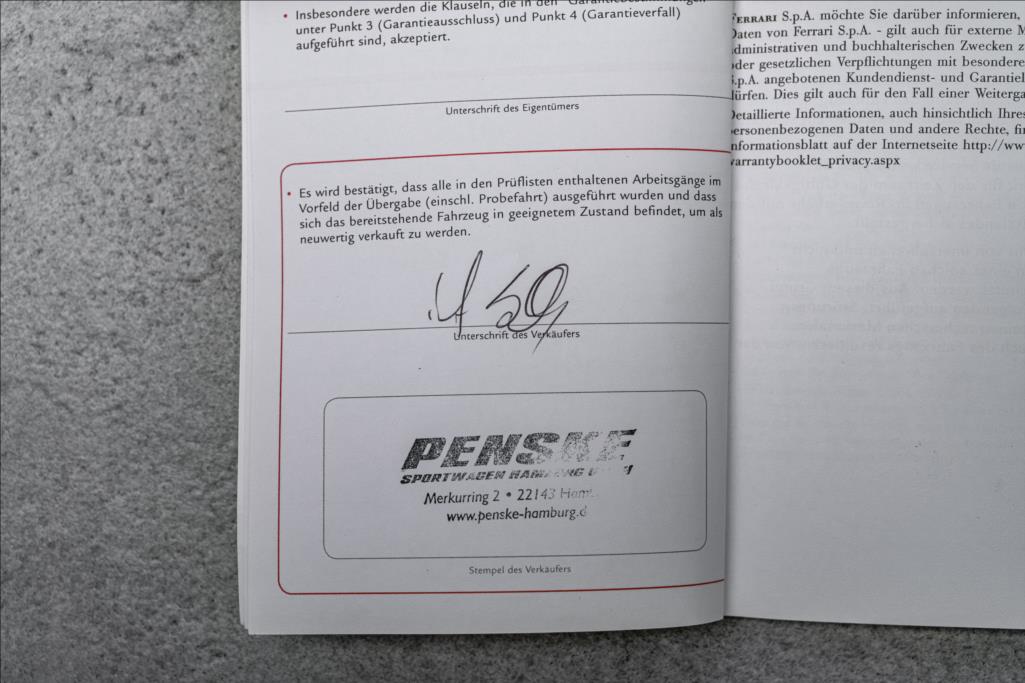 • Insbesondere werden die Klauseln, die in den "Garantiebestimmungen
unter Punkt 3 (Garantieausschluss) und Punkt 4 (Garantieverfall)
aufgeführt sind, akzeptiert.
Unterschrift des Eigentümers
• Es wird bestätigt, dass alle in den Prüflisten enthaltenen Arbeitsgänge im
Vorfeld der Übergabe (einschl. Probefahrt) ausgeführt wurden und dass
sich das bereitstehende Fahrzeug in geeignetem Zustand befindet, um als
neuwertig verkauft zu werden.
Unterschrift des Verkäufers
PENSKE
SPORTWAGEN HAMBURG
Merkurring 2 • 22143
www.penske-hamburg.d
Stempel des Verkäufers
FERRARI S.p.A. möchte Sie darüber informieren,
Daten von Ferrari S.p.A. - gilt auch für externe
administrativen und buchhalterischen Zwecken
oder gesetzlichen Verpflichtungen mit besondere
S.p.A. angebotenen Kundendienst- und
dürfen. Dies gilt auch für den Fall einer
Detaillierte Informationen, auch hinsichtlich Ihres
personenbezogenen Daten und andere Rechte,
nformationsblatt auf der Internetseite http://ww
warrantybooklet_privacy.aspx